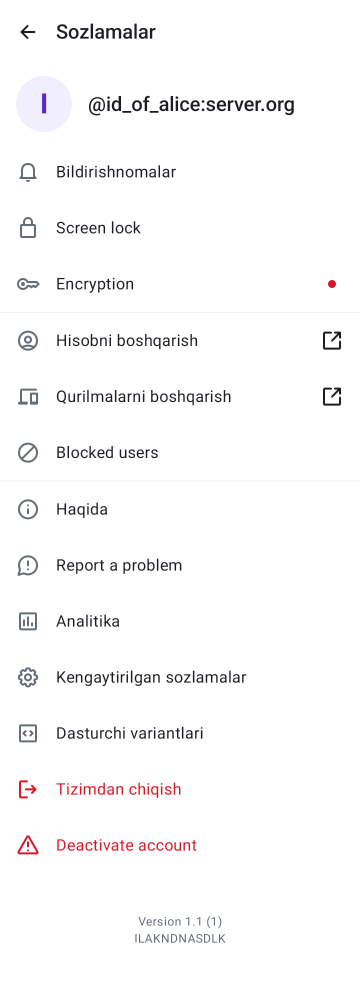 Sozlamalar
I
@id_of_alice:server.org
Bildirishnomalar
Screen lock
Encryption
Hisobni boshqarish
Qurilmalarni boshqarish
Blocked users
Haqida
Report a problem
Analitika
Kengaytirilgan sozlamalar
Dasturchi variantlari
Tizimdan chiqish
Deactivate account
Version 1.1 (1)
ILAKNDNASDLK